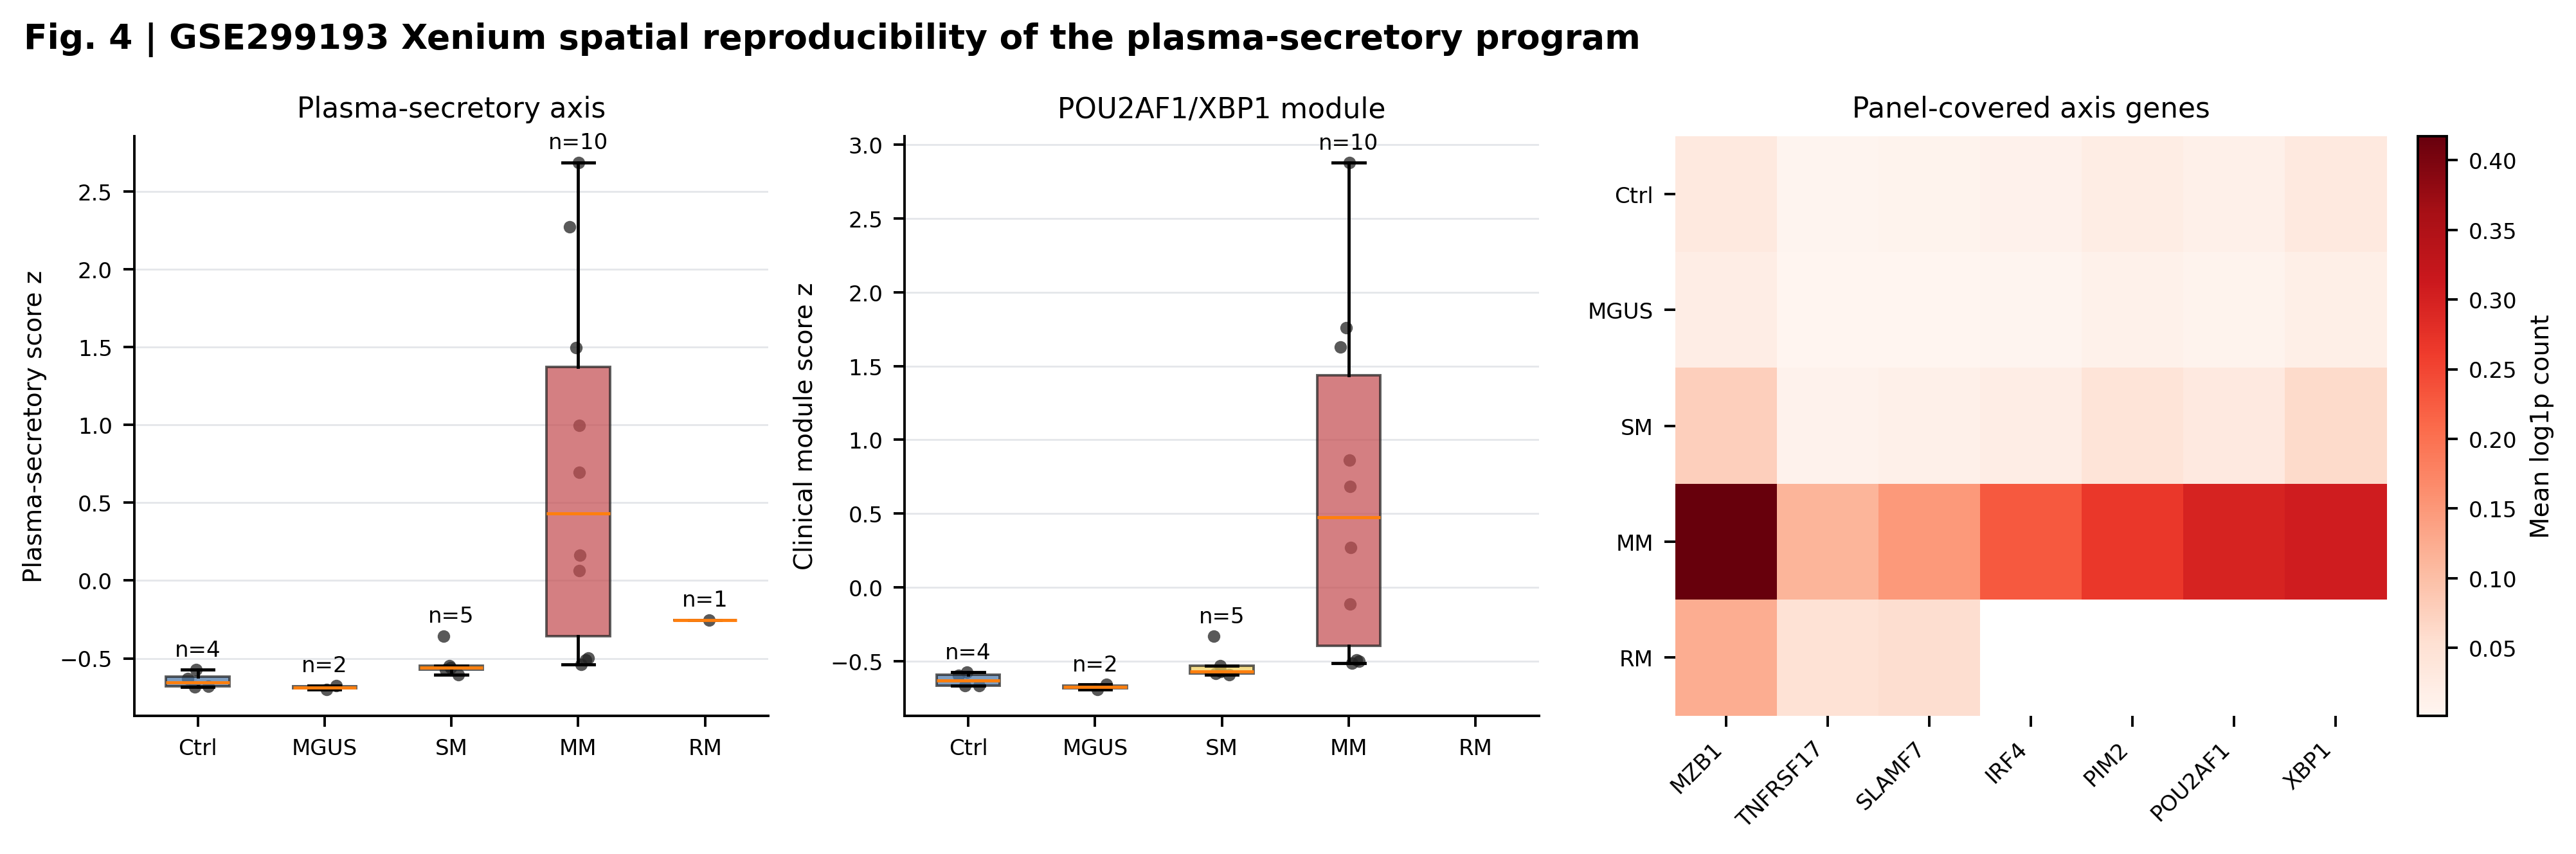 Fig. 4 | GSE299193 Xenium spatial reproducibility of the plasma-secretory program
Plasma-secretory axis
Plasma-secretory score z
2.5
2.0
1.5
1.0
0.5
0.0
−0.5
n=4
n=2
n=5
n=10
n=1
Ctrl
MGUS
SM
MM
RM
POU2AF1/XBP1 module
Clinical module score z
3.0
2.5
2.0
1.5
1.0
0.5
0.0
−0.5
n=4
n=2
n=5
n=10
Ctrl
MGUS
SM
MM
RM
Panel-covered axis genes
Ctrl
MGUS
SM
MM
RM
MZB1
TNFRSF17
SLAMF7
IRF4
PIM2
POU2AF1
XBP1
0.40
0.35
0.30
0.25
0.20
0.15
0.10
0.05
Mean log1p count